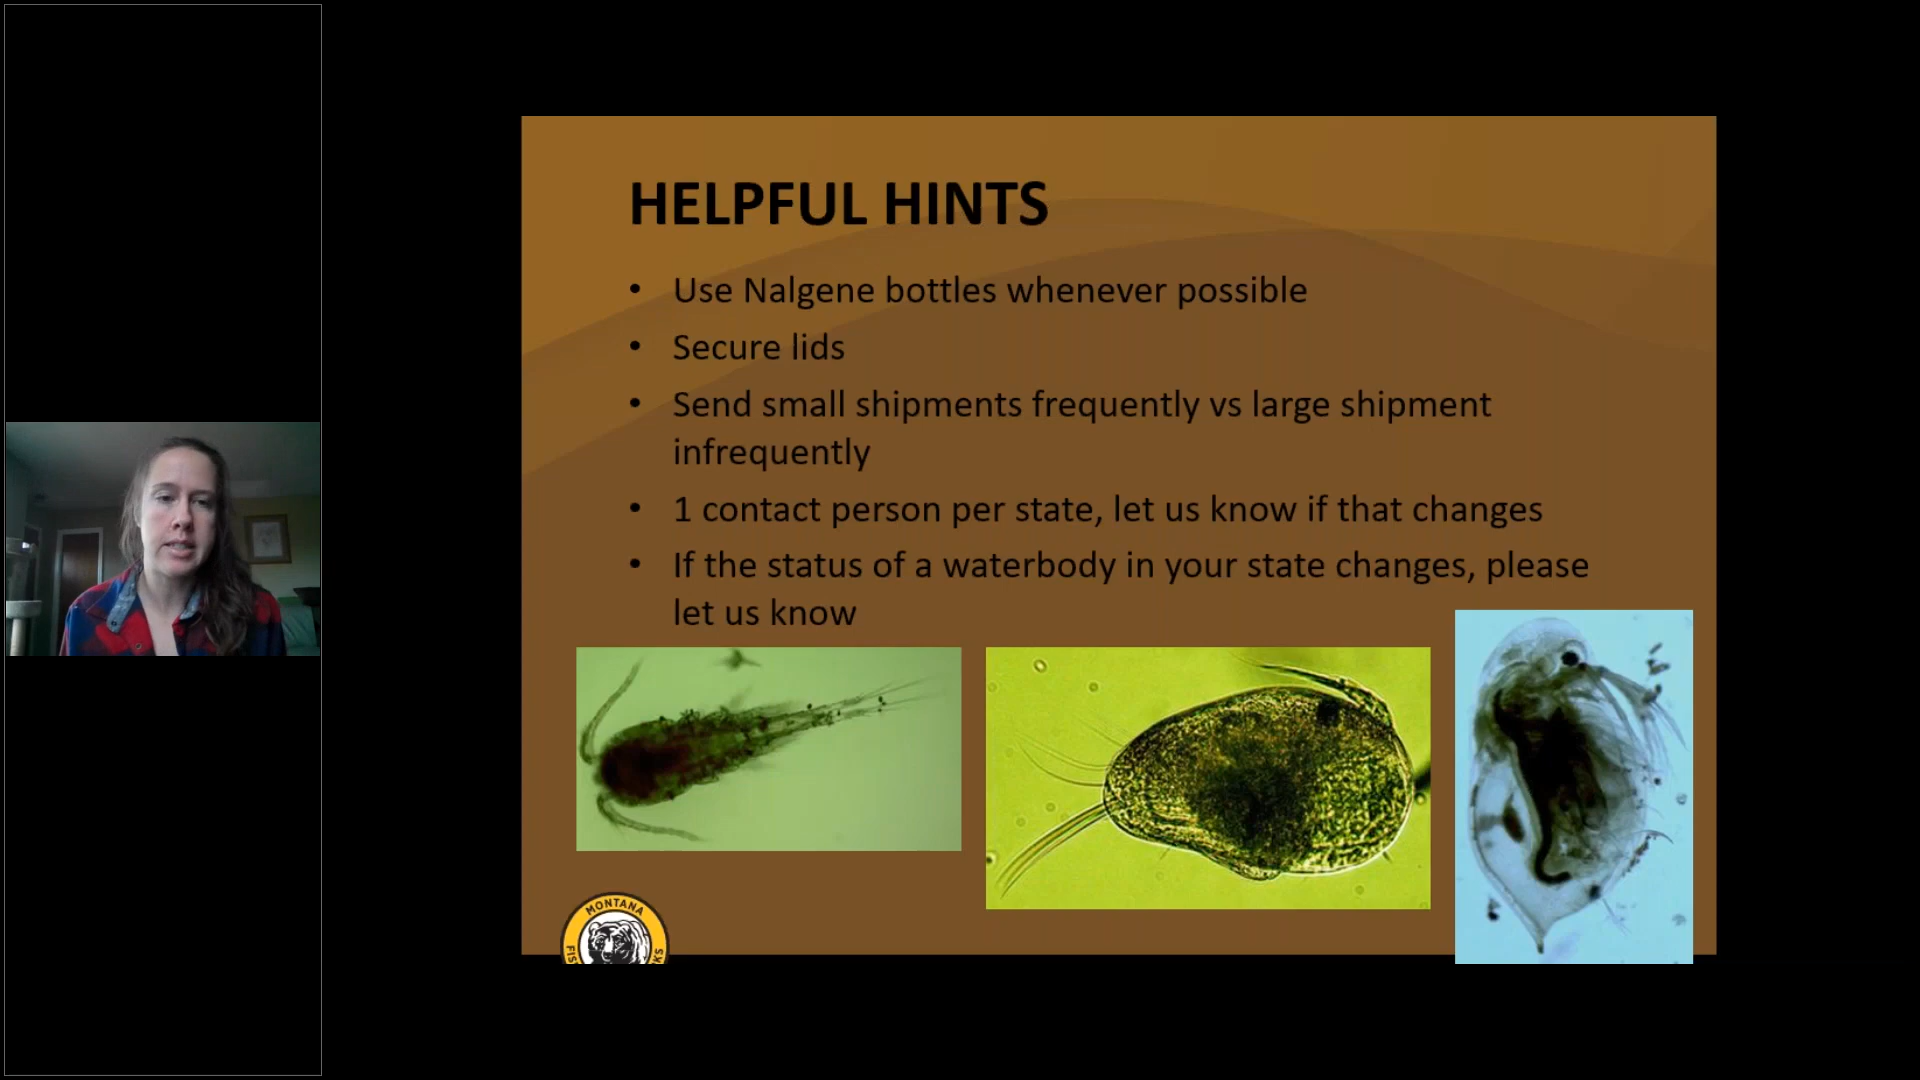 HELPFUL HINTS
• Use Nalgene bottles whenever possible
• Secure lids
• Send small shipments frequently vs large shipment
infrequently
• 1 contact person per state, let us know if that changes
• If the status of a waterbody in your state changes, please
let us know
MONTANA